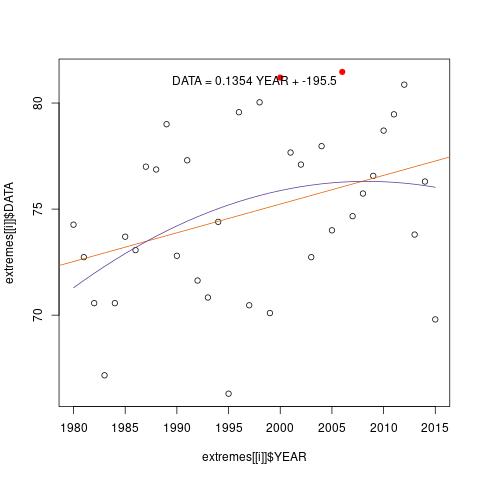 DATA = 0.1354 YEAR + -195.5
extremes[[i]]$DATA
80
75
70
1980 1985 1990 1995 2000 2005 2010 2015
extremes[[i]]$YEAR